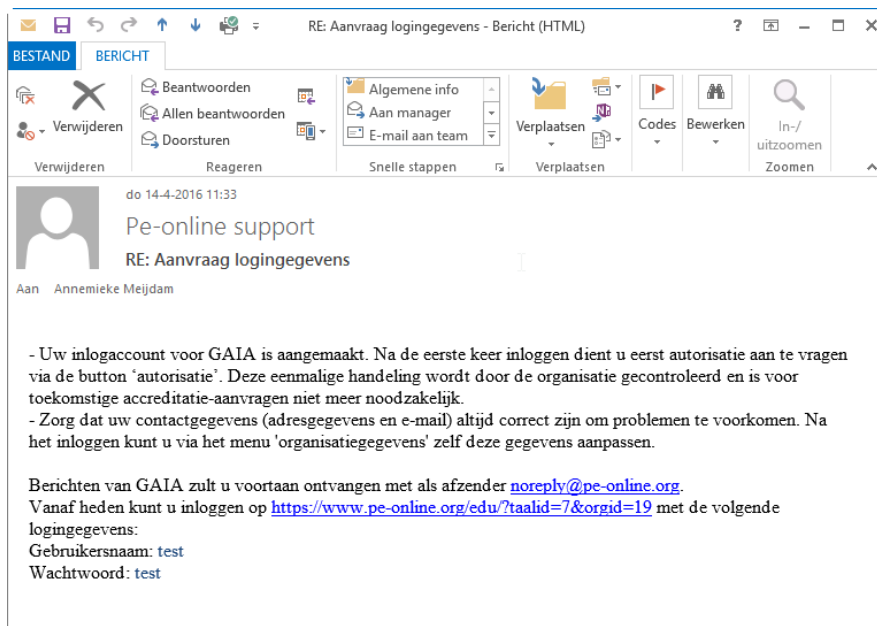 RE: Aanvraag logingegevens - Bericht (HTML)
?
BESTAND BERICHT
Verwijderen
Beantwoorden
Allen beantwoorden
Doorsturen
Algemene info
Aan manager
E-mail aan team
Verplaatsen
Codes
Bewerken
In-/
uitzoomen
Verwijderen
Reageren
Snelle stappen
Verplaatsen
Zoomen
do 14-4-2016 11:33
Pe-online support
RE: Aanvraag logingegevens
Aan Annemieke Meijdam
- Uw inlogaccount voor GAIA is aangemaakt. Na de eerste keer inloggen dient u eerst autorisatie aan te vragen
via de button ‘autorisatie’. Deze eenmalige handeling wordt door de organisatie gecontroleerd en is voor
toekomstige accreditatie-aanvragen niet meer noodzakelijk.
- Zorg dat uw contactgegevens (adresgegevens en e-mail) altijd correct zijn om problemen te voorkomen. Na
het inloggen kunt u via het menu 'organisatiegegevens' zelf deze gegevens aanpassen.
Berichten van GAIA zult u voortaan ontvangen met als afzender noreply@pe-online.org.
Vanaf heden kunt u inloggen op https://www.pe-online.org/edu/?taalid=7&orgid=19 met de volgende
logingegevens:
Gebruikersnaam: test
Wachtwoord: test